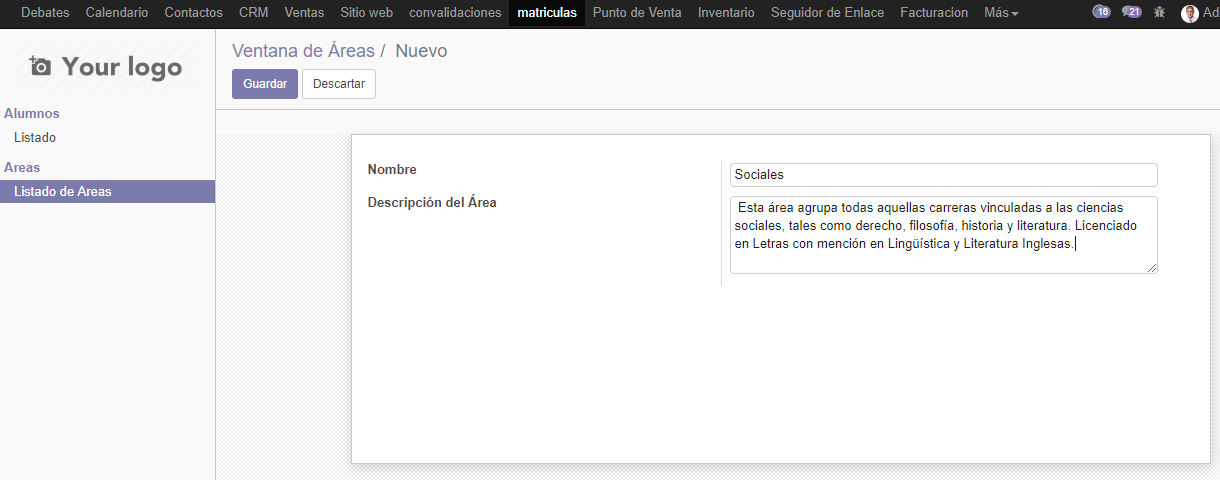 Debates Calendario Contactos CRM Ventas Sitio web convalidaciones matriculas Punto de Venta Inventario Seguidor de Enlace Facturacion Más 16 21 Ad
Your logo
Alumnos
Listado
Areas
Listado de Areas
Ventana de Áreas / Nuevo
Guardar Descartar
Nombre Sociales
Descripción del Área
Esta área agrupa todas aquellas carreras vinculadas a las ciencias
sociales, tales como derecho, filosofía, historia y literatura. Licenciado
en Letras con mención en Lingüística y Literatura Inglesas.